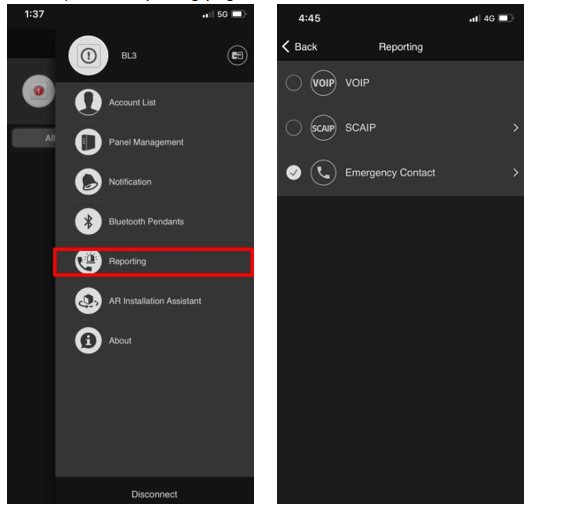 1:37
5G
BL3
All
Account List
Panel Management
Notification
Bluetooth Pendants
Reporting
AR Installation Assistant
About
Disconnect
4:45
4G
Back
Reporting
VOIP VOIP
SCAIP SCAIP
Emergency Contact